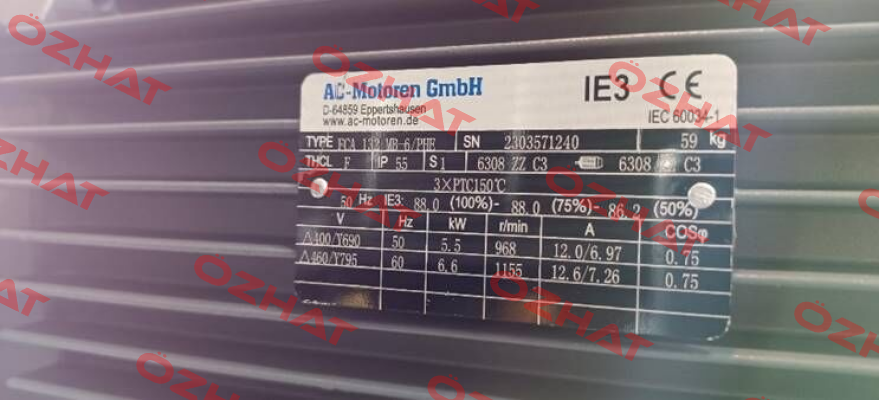 AC-Motoren GmbH IE3 CE
D-64859 Eppertshausen
www.ac-motoren.de IEC 60034-1
TYPE FCA 132 MB-6/PHE SN 2303571240 59 kg
THCL F IP 55 S1 6308 ZZ C3 6308 C3
3×PTC150℃
50 Hz IE3: 88.0 (100%)- 88.0 (75%)- 86.2 (50%)
V Hz kW r/min A COSφ
△400/Y690 50 5.5 968 12.0/6.97 0.75
△460/Y795 60 6.6 1155 12.6/7.26 0.75
ÖZHAT